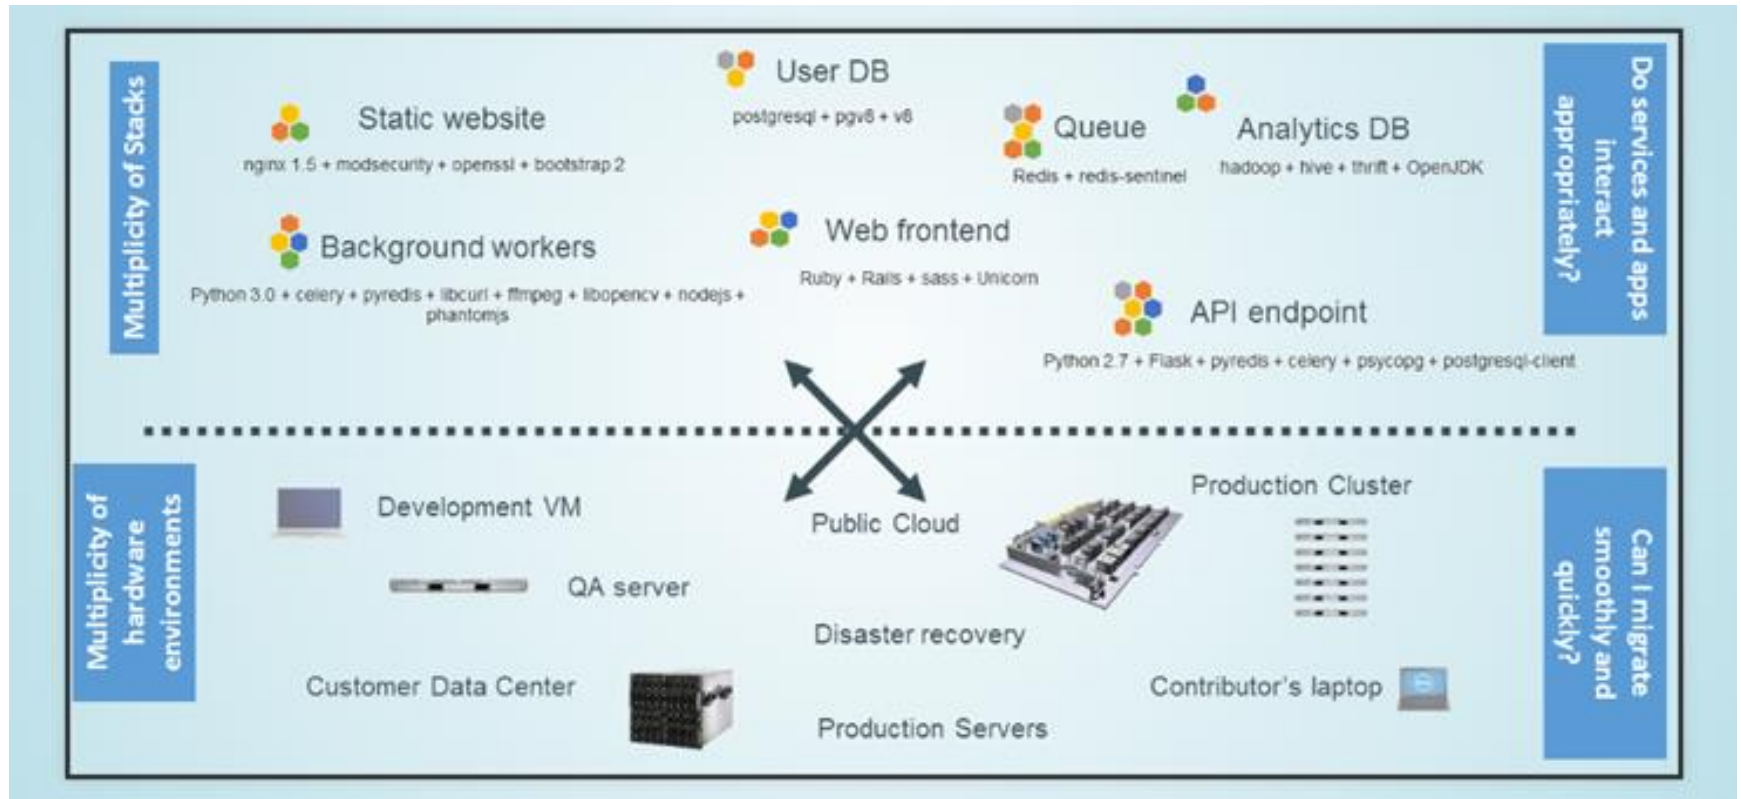 Multiplicity of Stacks
User DB
postgresql + pgv8 + v8
Static website
nginx 1.5 + modsecurity + openssl + bootstrap 2
Queue
Redis + redis-sentinel
Analytics DB
hadoop + hive + thrift + OpenJDK
Background workers
Python 3.0 + celery + pyredis + libcurl + ffmpeg + libopencv + nodejs +
phantomjs
Web frontend
Ruby + Rails + sass + Unicorn
API endpoint
Python 2.7 + Flask + pyredis + celery + psycopg + postgresql-client
Do services and apps
interact
appropriately?
Multiplicity of
hardware
environments
Development VM
QA server
Customer Data Center
Public Cloud
Disaster recovery
Production Servers
Production Cluster
Contributor's laptop
Can I migrate
smoothly and
quickly?